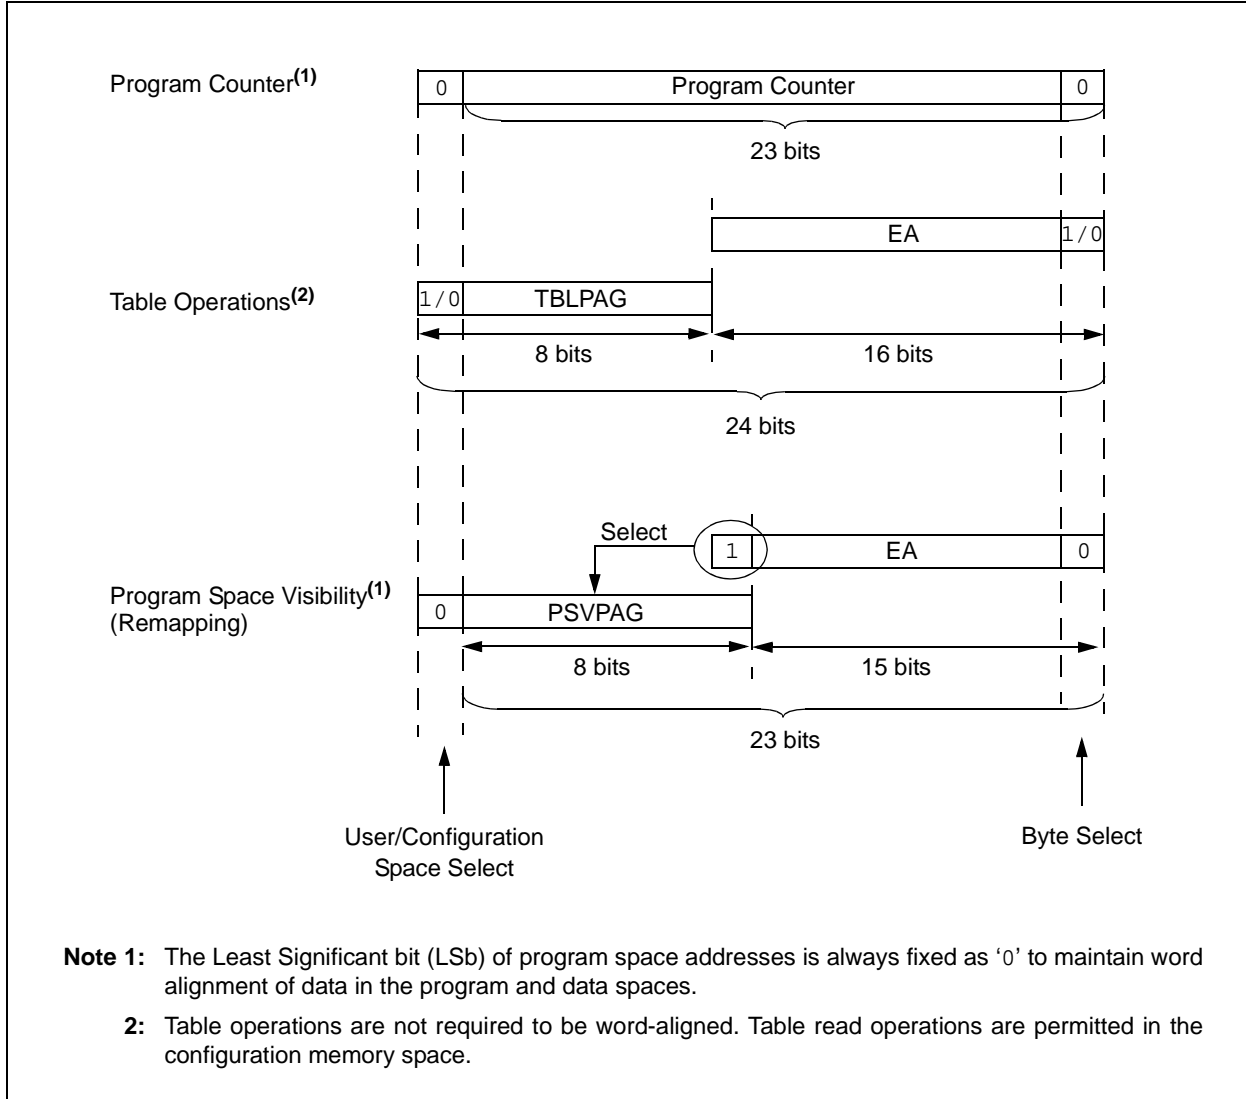 Program Counter(1)
0
Program Counter
0
23 bits
EA
1/0
Table Operations(2)
1/0
TBLPAG
8 bits
16 bits
24 bits
Select
1
EA
0
Program Space Visibility(1)
(Remapping)
0
PSVPAG
8 bits
15 bits
23 bits
User/Configuration
Space Select
Byte Select
Note 1: The Least Significant bit (LSb) of program space addresses is always fixed as ‘0’ to maintain word
alignment of data in the program and data spaces.
2: Table operations are not required to be word-aligned. Table read operations are permitted in the
configuration memory space.